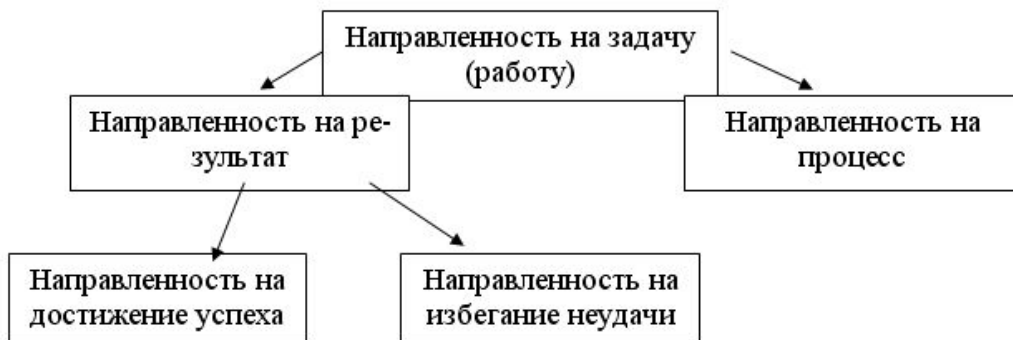 Направленность на задачу
(работу)
Направленность на ре-
зультат
Направленность на
процесс
Направленность на
достижение успеха
Направленность на
избегание неудачи